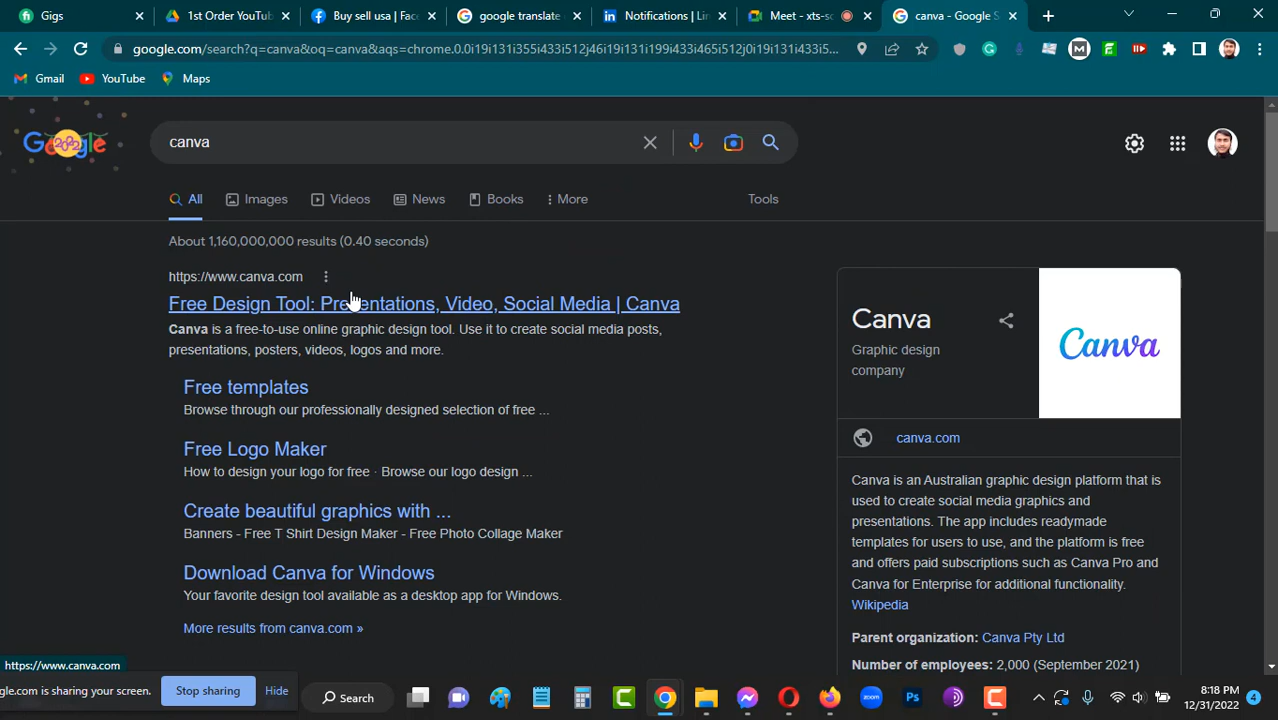 Gigs
1st Order YouTu
Buy sell usa | Fac
google translate
Notifications | Lin
Meet - xts-sc
canva - Google S
google.com/search?q=canva&oq=canva&aqs=chrome.0.0i19i131i355i433i512j46i19i131i199i433i465i512j0i19i131i433i5...
Gmail
YouTube
Maps
canva
All
Images
Videos
News
Books
More
Tools
About 1,160,000,000 results (0.40 seconds)
https://www.canva.com
Free Design Tool: Presentations, Video, Social Media | Canva
Canva is a free-to-use online graphic design tool. Use it to create social media posts,
presentations, posters, videos, logos and more.
Free templates
Browse through our professionally designed selection of free ...
Free Logo Maker
How to design your logo for free · Browse our logo design ...
Create beautiful graphics with ...
Banners - Free T Shirt Design Maker - Free Photo Collage Maker
Download Canva for Windows
Your favorite design tool available as a desktop app for Windows.
More results from canva.com »
Canva
Graphic design
company
Canva
canva.com
Canva is an Australian graphic design platform that is
used to create social media graphics and
presentations. The app includes readymade
templates for users to use, and the platform is free
and offers paid subscriptions such as Canva Pro and
Canva for Enterprise for additional functionality.
Wikipedia
Parent organization: Canva Pty Ltd
Number of employees: 2,000 (September 2021)
https://www.canva.com
gle.com is sharing your screen.
Stop sharing
Hide
Search
zoom
Ps
8:18 PM
12/31/2022
4